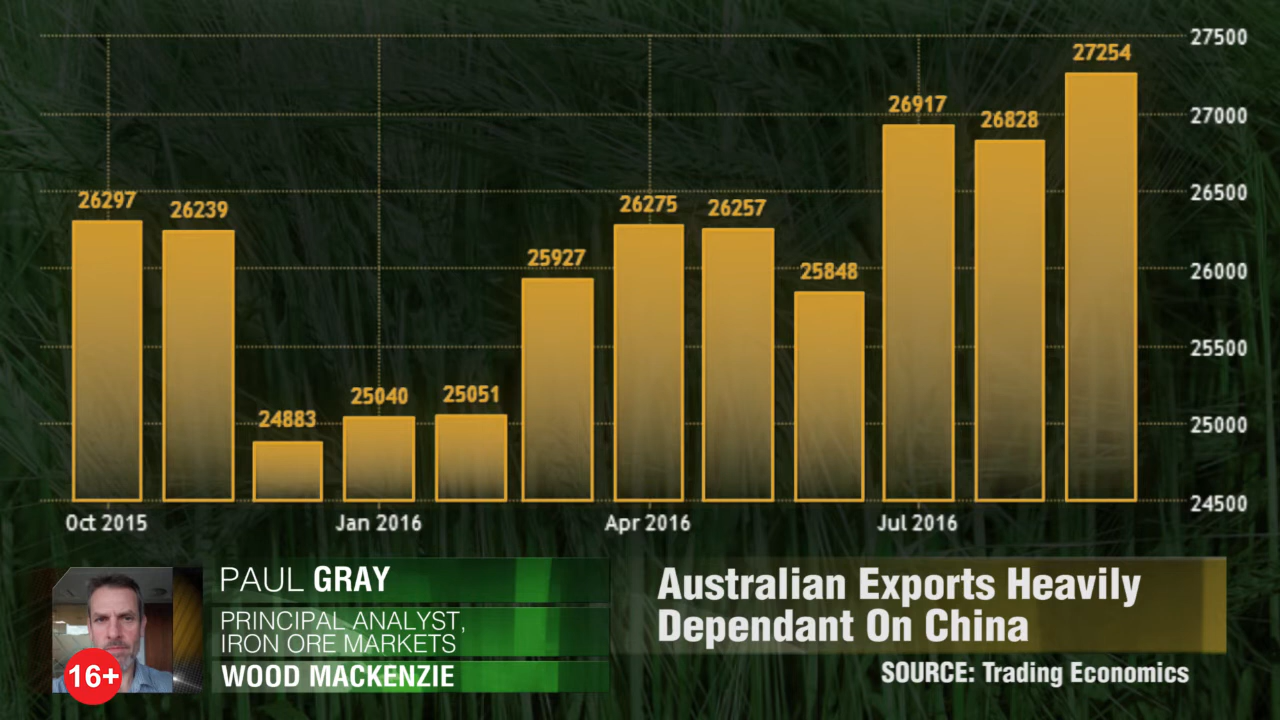 27500
27254
26917
27000
26828
26297
26239
26275
26257
26500
25927
25848
26000
25500
25040
25051
24883
25000
24500
Oct 2015
Jan 2016
Apr 2016
Jul 2016
PAUL GRAY
PRINCIPAL ANALYST,
IRON ORE MARKETS
WOOD MACKENZIE
16+
Australian Exports Heavily
Dependant On China
SOURCE: Trading Economics